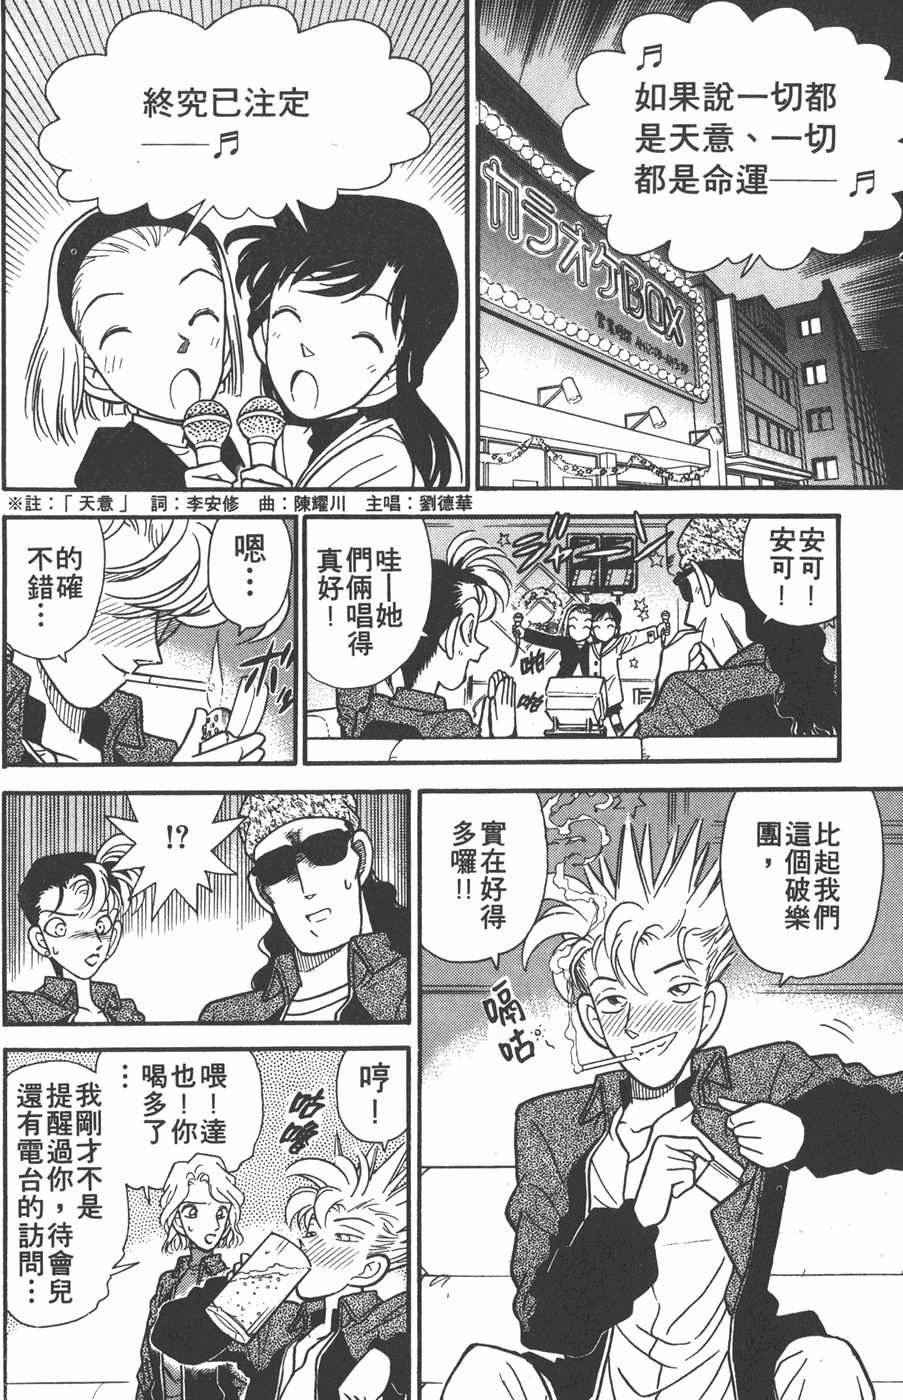 ♬
如果說一切都
是天意、一切
都是命運——♬
カラオケBOX
終究已注定
——♬
※註：「天意」 詞：李安修 曲：陳耀川 主唱：劉德華
安可！
安可！
哇—她
們倆唱得
真好！
啪
啪
嗯…
的確
不錯…
比起我們
這個破樂
團，
實在好得
多囉!!
嗝
咕
!?
哼！
喂！達
也！你
喝多了
…
我剛才不是
提醒過你，待會兒
還有電台的訪問…